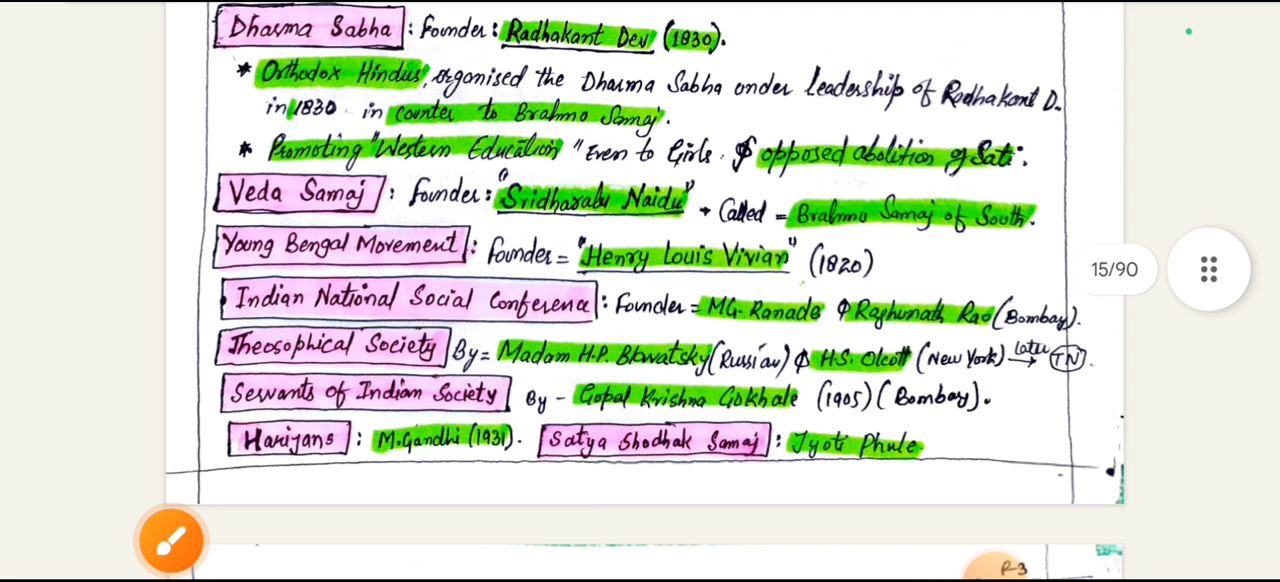 Dharma Sabha : Founder : Radhakant Dev (1830).
* Orthodox Hindus, organised the Dharma Sabha under leadership of Radhakant D.
in 1830 in counter to Brahmo Samaj.
* Promoting "Western Education" Even to Girls. & opposed abolition of Sati.
Veda Samaj : Founder : "Sridharalu Naidu" → Called = Brahmo Samaj of South.
Young Bengal Movement : Founder = "Henry Louis Vivian" (1820)
15/90
Indian National Social Conference : Founder = MG. Ranade & Raghunath Rao (Bombay).
Theosophical Society By = Madam H.P. Blavatsky (Russian) & H.S. Olcott (New York) later → TN.
Servants of Indian Society By - Gopal Krishna Gokhale (1905) (Bombay).
Harijans : M.Gandhi (1931). Satya Shodhak Samaj : Jyoti Phule.
P-3